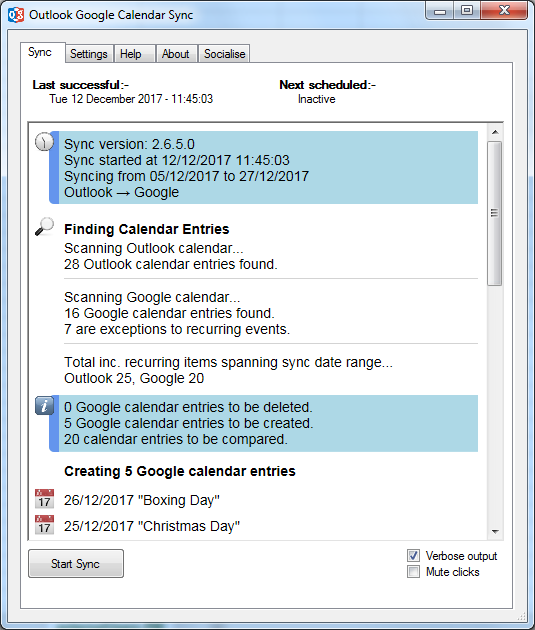 Outlook Google Calendar Sync
Sync Settings Help About Socialise
Last successful:- Next scheduled:-
Tue 12 December 2017 - 11:45:03 Inactive
Sync version: 2.6.5.0
Sync started at 12/12/2017 11:45:03
Syncing from 05/12/2017 to 27/12/2017
Outlook → Google
Finding Calendar Entries
Scanning Outlook calendar...
28 Outlook calendar entries found.
Scanning Google calendar...
16 Google calendar entries found.
7 are exceptions to recurring events.
Total inc. recurring items spanning sync date range...
Outlook 25, Google 20
0 Google calendar entries to be deleted.
5 Google calendar entries to be created.
20 calendar entries to be compared.
Creating 5 Google calendar entries
17 26/12/2017 "Boxing Day"
17 25/12/2017 "Christmas Day"
Start Sync
Verbose output
Mute clicks